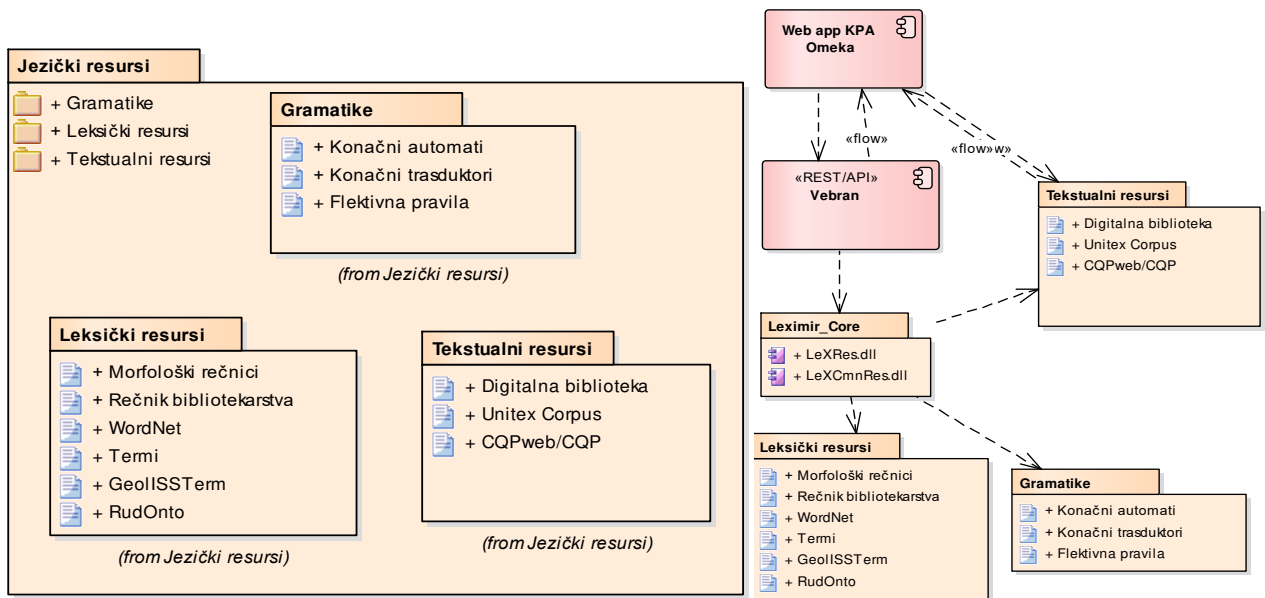 Jezički resursi
+ Gramatike
+ Leksički resursi
+ Tekstualni resursi
Gramatike
+ Konačni automati
+ Konačni trasduktori
+ Flektivna pravila
(from Jezički resursi)
Leksički resursi
+ Morfološki rečnici
+ Rečnik bibliotekarstva
+ WordNet
+ Termi
+ GeolISSTerm
+ RudOnto
(from Jezički resursi)
Tekstualni resursi
+ Digitalna biblioteka
+ Unitex Corpus
+ CQPweb/CQP
(from Jezički resursi)
Web app KPA
Omeka
«flow»
«flow»w»
«REST/API»
Vebran
Tekstualni resursi
+ Digitalna biblioteka
+ Unitex Corpus
+ CQPweb/CQP
Leximir_Core
+ LeXRes.dll
+ LeXCmnRes.dll
Leksički resursi
+ Morfološki rečnici
+ Rečnik bibliotekarstva
+ WordNet
+ Termi
+ GeolISSTerm
+ RudOnto
Gramatike
+ Konačni automati
+ Konačni trasduktori
+ Flektivna pravila